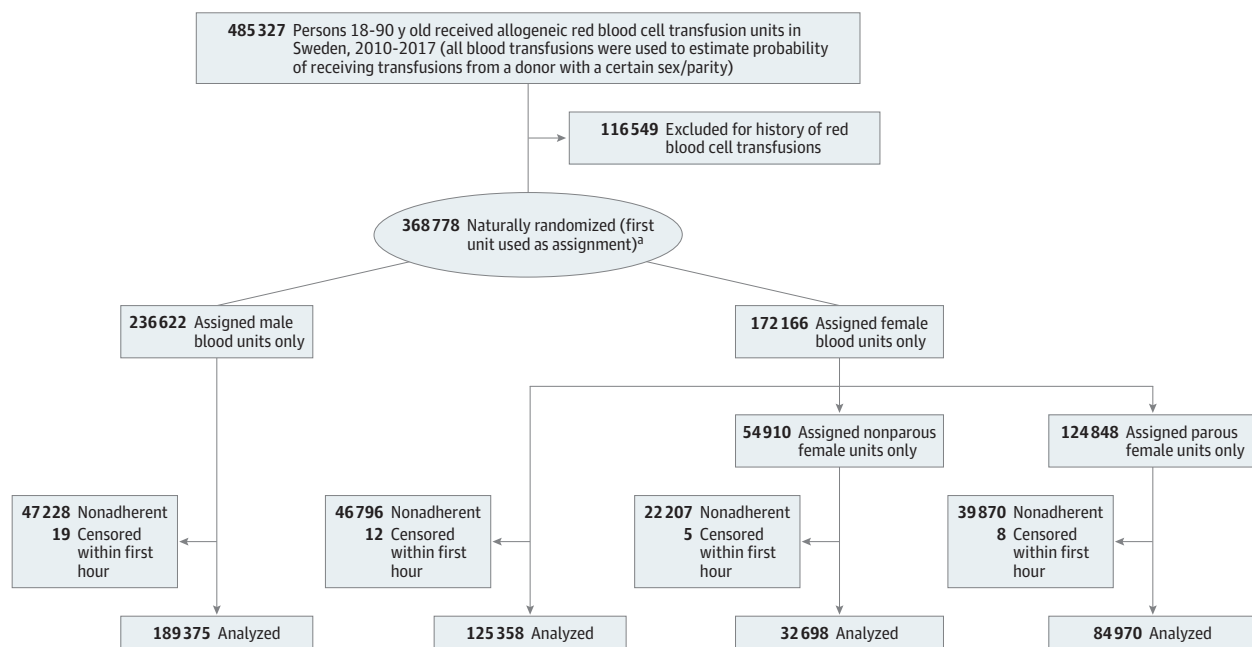 485327 Persons 18-90 y old received allogeneic red blood cell transfusion units in
Sweden, 2010-2017 (all blood transfusions were used to estimate probability
of receiving transfusions from a donor with a certain sex/parity)
116549 Excluded for history of red
blood cell transfusions
368778 Naturally randomized (first
unit used as assignment)a
236622 Assigned male
blood units only
172166 Assigned female
blood units only
54910 Assigned nonparous
female units only
124848 Assigned parous
female units only
47228 Nonadherent
19 Censored
within first
hour
46796 Nonadherent
12 Censored
within first
hour
22207 Nonadherent
5 Censored
within first
hour
39870 Nonadherent
8 Censored
within first
hour
189375 Analyzed
125358 Analyzed
32698 Analyzed
84970 Analyzed